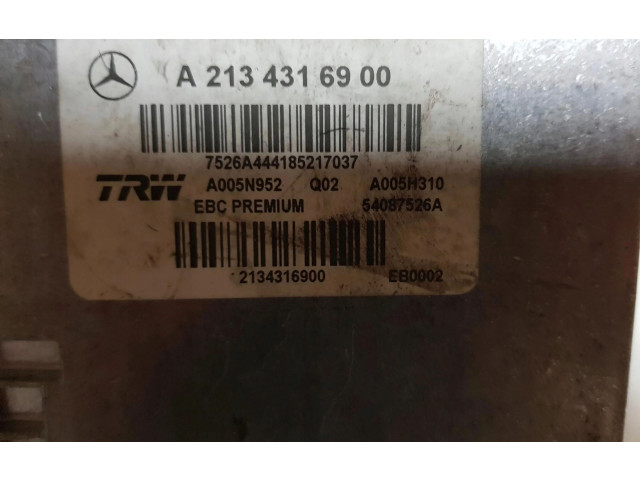 A 213 431 69 00
7526A444185217037
TRW A005N952 Q02 A005H310
EBC PREMIUM 54087526A
2134316900 EB0002